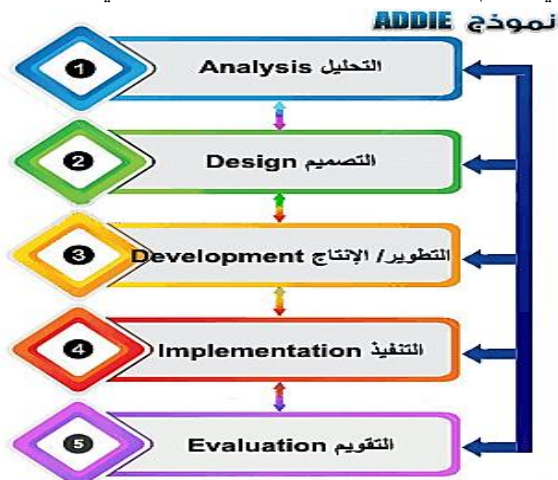 نموذج ADDIE
1 التحليل Analysis
2 التصميم Design
3 التطوير/ الإنتاج Development
4 التنفيذ Implementation
5 التقويم Evaluation